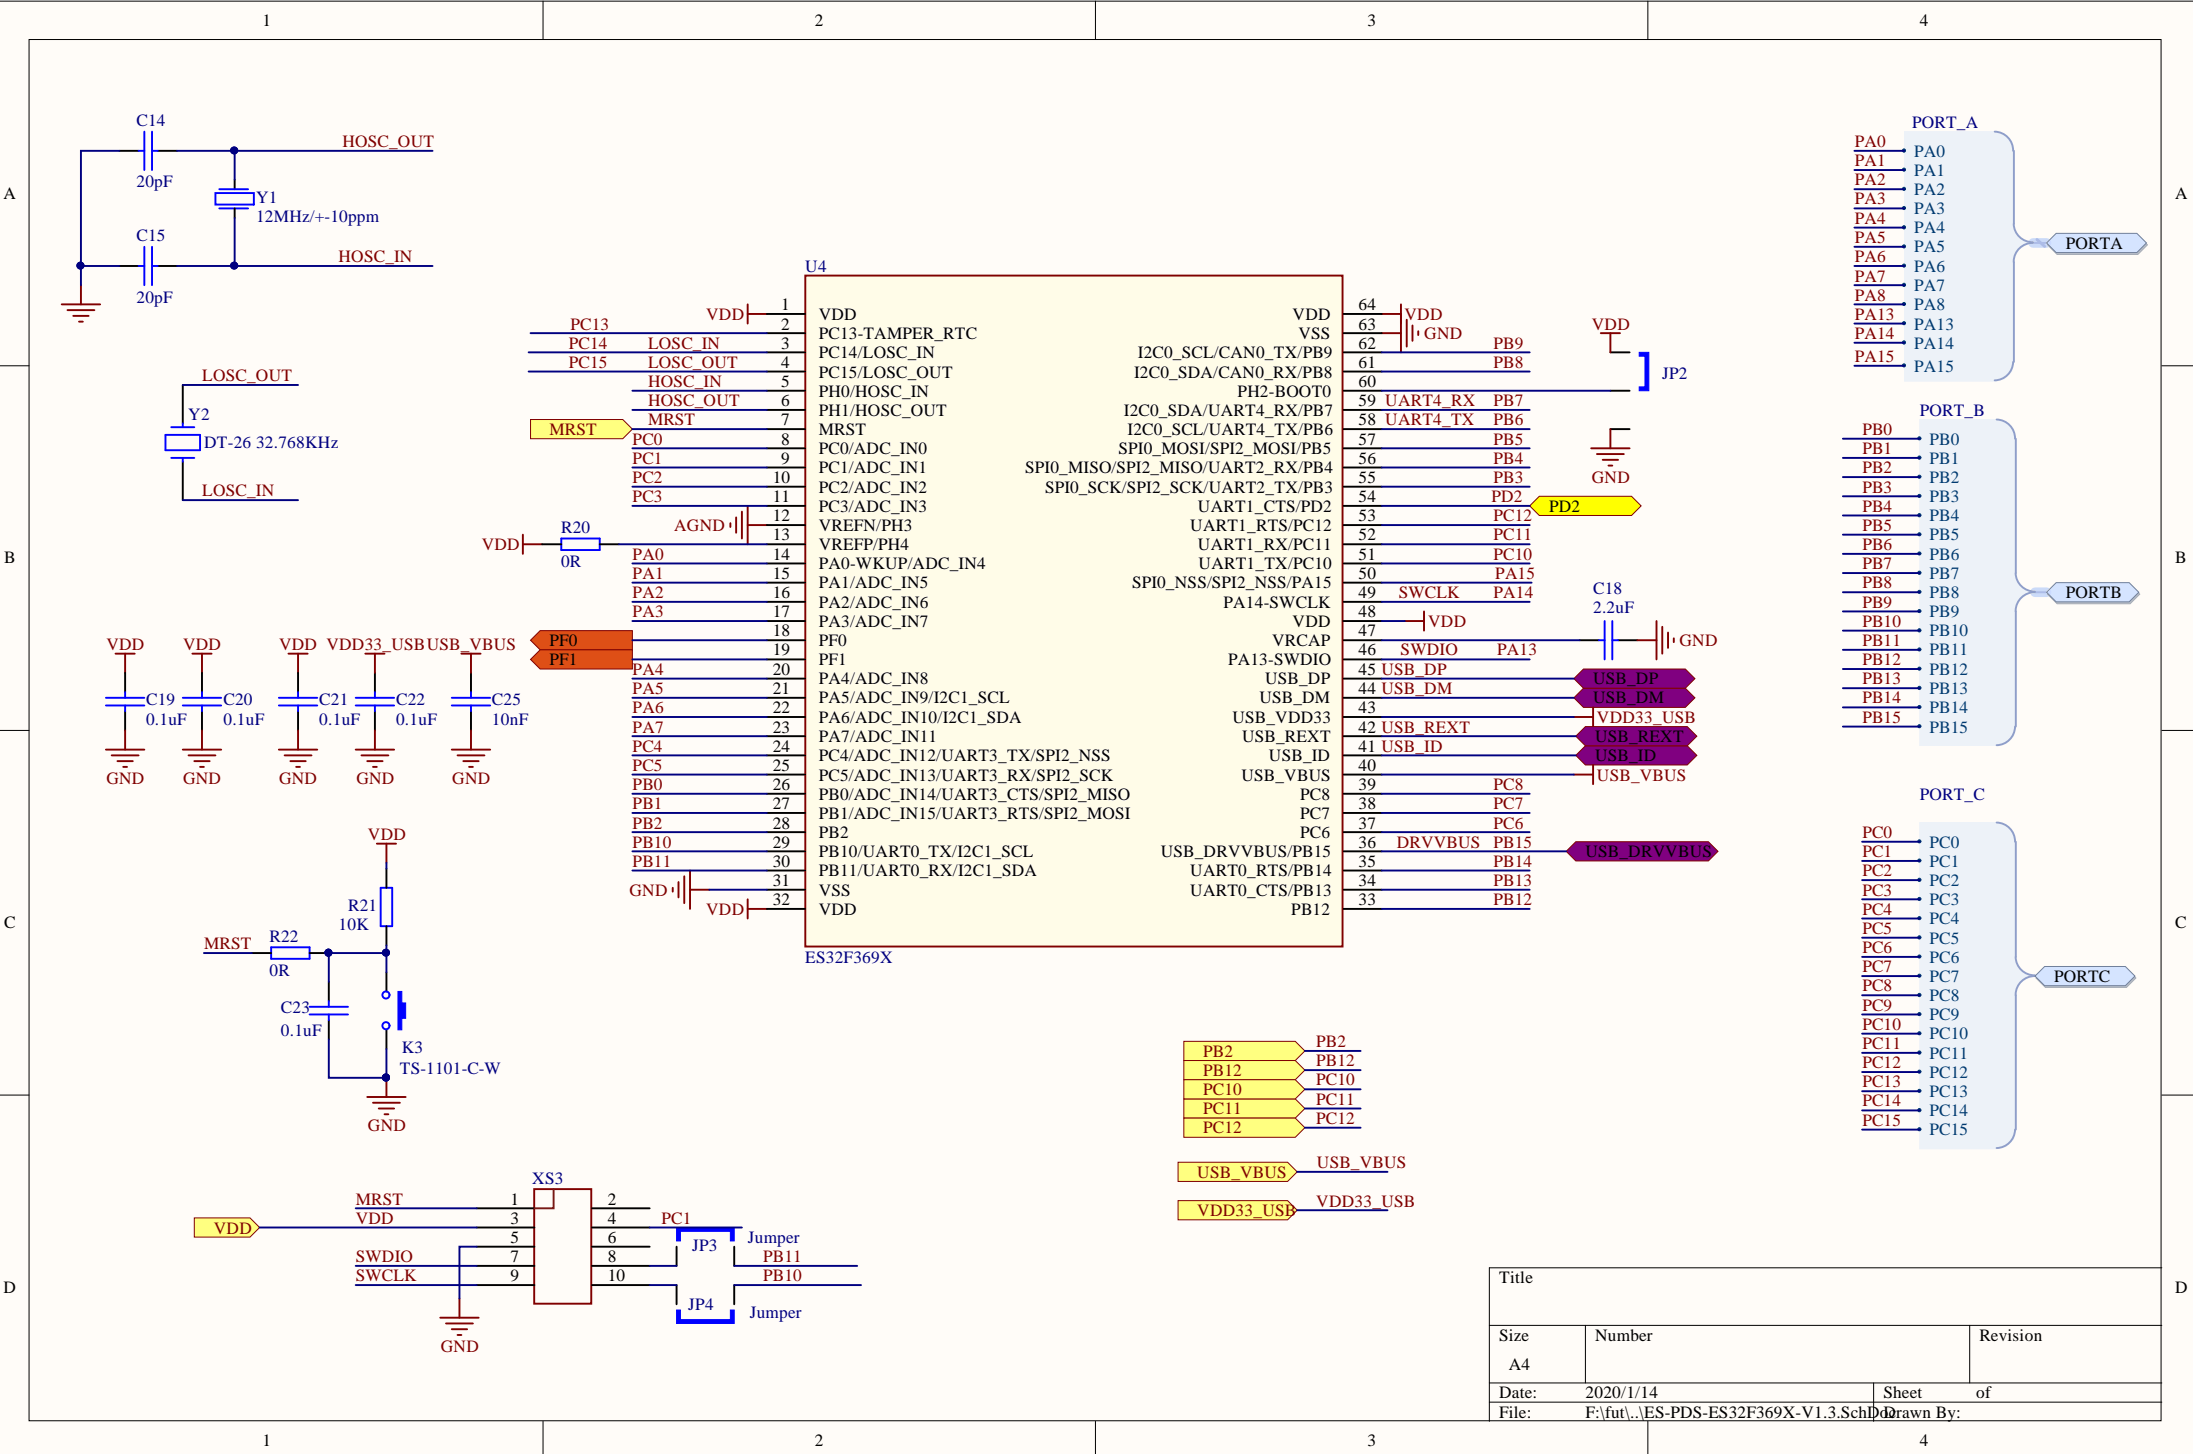 1 2 3 4
A
B
C
D
A
B
C
D
1 2 3 4
C14
20pF
HOSC_OUT
Y1
12MHz/+-10ppm
C15
20pF
HOSC_IN
LOSC_OUT
Y2
DT-26 32.768KHz
LOSC_IN
VDD VDD VDD VDD33_USB USB_VBUS
C19 C20 C21 C22 C25
0.1uF 0.1uF 0.1uF 0.1uF 10nF
GND GND GND GND GND
VDD
R21
10K
MRST
R22
0R
C23
0.1uF
K3
TS-1101-C-W
GND
XS3
MRST 1 2
VDD VDD 3 4 PC1
5 6
SWDIO 7 8 PB11
SWCLK 9 10 PB10
JP3 Jumper
JP4 Jumper
GND
U4
VDD 1 VDD
PC13 2 PC13-TAMPER_RTC
PC14 LOSC_IN 3 PC14/LOSC_IN
PC15 LOSC_OUT 4 PC15/LOSC_OUT
HOSC_IN 5 PH0/HOSC_IN
HOSC_OUT 6 PH1/HOSC_OUT
MRST MRST 7 MRST
PC0 8 PC0/ADC_IN0
PC1 9 PC1/ADC_IN1
PC2 10 PC2/ADC_IN2
PC3 11 PC3/ADC_IN3
AGND 12 VREFN/PH3
VDD R20 0R 13 VREFP/PH4
PA0 14 PA0-WKUP/ADC_IN4
PA1 15 PA1/ADC_IN5
PA2 16 PA2/ADC_IN6
PA3 17 PA3/ADC_IN7
PF0 18 PF0
PF1 19 PF1
PA4 20 PA4/ADC_IN8
PA5 21 PA5/ADC_IN9/I2C1_SCL
PA6 22 PA6/ADC_IN10/I2C1_SDA
PA7 23 PA7/ADC_IN11
PC4 24 PC4/ADC_IN12/UART3_TX/SPI2_NSS
PC5 25 PC5/ADC_IN13/UART3_RX/SPI2_SCK
PB0 26 PB0/ADC_IN14/UART3_CTS/SPI2_MISO
PB1 27 PB1/ADC_IN15/UART3_RTS/SPI2_MOSI
PB2 28 PB2
PB10 29 PB10/UART0_TX/I2C1_SCL
PB11 30 PB11/UART0_RX/I2C1_SDA
GND 31 VSS
VDD 32 VDD
VDD 64 VDD
VSS 63 GND
I2C0_SCL/CAN0_TX/PB9 62 PB9
I2C0_SDA/CAN0_RX/PB8 61 PB8
PH2-BOOT0 60
I2C0_SDA/UART4_RX/PB7 59 UART4_RX PB7
I2C0_SCL/UART4_TX/PB6 58 UART4_TX PB6
SPI0_MOSI/SPI2_MOSI/PB5 57 PB5
SPI0_MISO/SPI2_MISO/UART2_RX/PB4 56 PB4
SPI0_SCK/SPI2_SCK/UART2_TX/PB3 55 PB3
UART1_CTS/PD2 54 PD2 PD2
UART1_RTS/PC12 53 PC12
UART1_RX/PC11 52 PC11
UART1_TX/PC10 51 PC10
SPI0_NSS/SPI2_NSS/PA15 50 PA15
PA14-SWCLK 49 SWCLK PA14
VDD 48 VDD
VRCAP 47
PA13-SWDIO 46 SWDIO PA13
USB_DP 45 USB_DP USB_DP
USB_DM 44 USB_DM USB_DM
USB_VDD33 43 VDD33_USB
USB_REXT 42 USB_REXT USB_REXT
USB_ID 41 USB_ID USB_ID
USB_VBUS 40 USB_VBUS
PC8 39 PC8
PC7 38 PC7
PC6 37 PC6
USB_DRVVBUS/PB15 36 DRVVBUS PB15 USB_DRVVBUS
UART0_RTS/PB14 35 PB14
UART0_CTS/PB13 34 PB13
PB12 33 PB12
ES32F369X
VDD
JP2
GND
C18
2.2uF
GND
PB2 PB2
PB12 PB12
PC10 PC10
PC11 PC11
PC12 PC12
USB_VBUS USB_VBUS
VDD33_USB VDD33_USB
PORT_A
PA0 PA0
PA1 PA1
PA2 PA2
PA3 PA3
PA4 PA4
PA5 PA5
PA6 PA6
PA7 PA7
PA8 PA8
PA13 PA13
PA14 PA14
PA15 PA15
PORTA
PORT_B
PB0 PB0
PB1 PB1
PB2 PB2
PB3 PB3
PB4 PB4
PB5 PB5
PB6 PB6
PB7 PB7
PB8 PB8
PB9 PB9
PB10 PB10
PB11 PB11
PB12 PB12
PB13 PB13
PB14 PB14
PB15 PB15
PORTB
PORT_C
PC0 PC0
PC1 PC1
PC2 PC2
PC3 PC3
PC4 PC4
PC5 PC5
PC6 PC6
PC7 PC7
PC8 PC8
PC9 PC9
PC10 PC10
PC11 PC11
PC12 PC12
PC13 PC13
PC14 PC14
PC15 PC15
PORTC
Title
Size Number Revision
A4
Date: 2020/1/14 Sheet of
File: F:\fut\..\ES-PDS-ES32F369X-V1.3.SchDoc Drawn By: